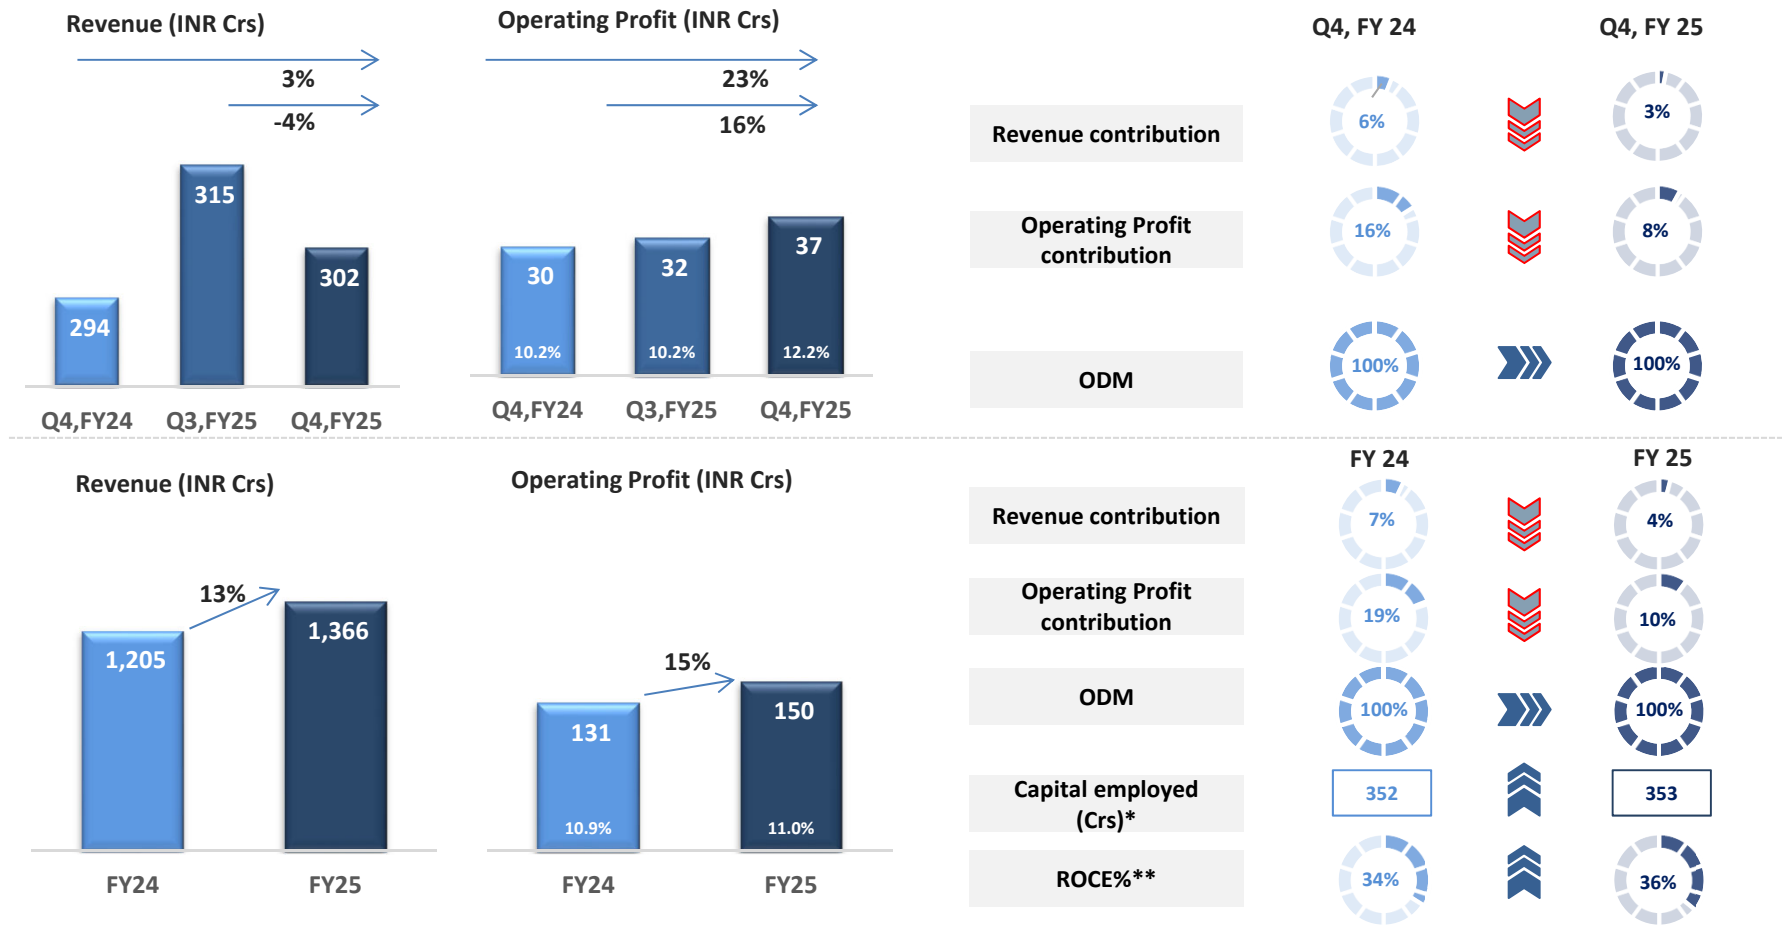 Revenue (INR Crs)
3%
-4%
294
315
302
Q4,FY24
Q3,FY25
Q4,FY25
Operating Profit (INR Crs)
23%
16%
30
10.2%
32
10.2%
37
12.2%
Q4,FY24
Q3,FY25
Q4,FY25
Q4, FY 24
Q4, FY 25
Revenue contribution
6%
3%
Operating Profit
contribution
16%
8%
ODM
100%
100%
Revenue (INR Crs)
13%
1,205
1,366
FY24
FY25
Operating Profit (INR Crs)
15%
131
10.9%
150
11.0%
FY24
FY25
FY 24
FY 25
Revenue contribution
7%
4%
Operating Profit
contribution
19%
10%
ODM
100%
100%
Capital employed
(Crs)*
352
353
ROCE%**
34%
36%